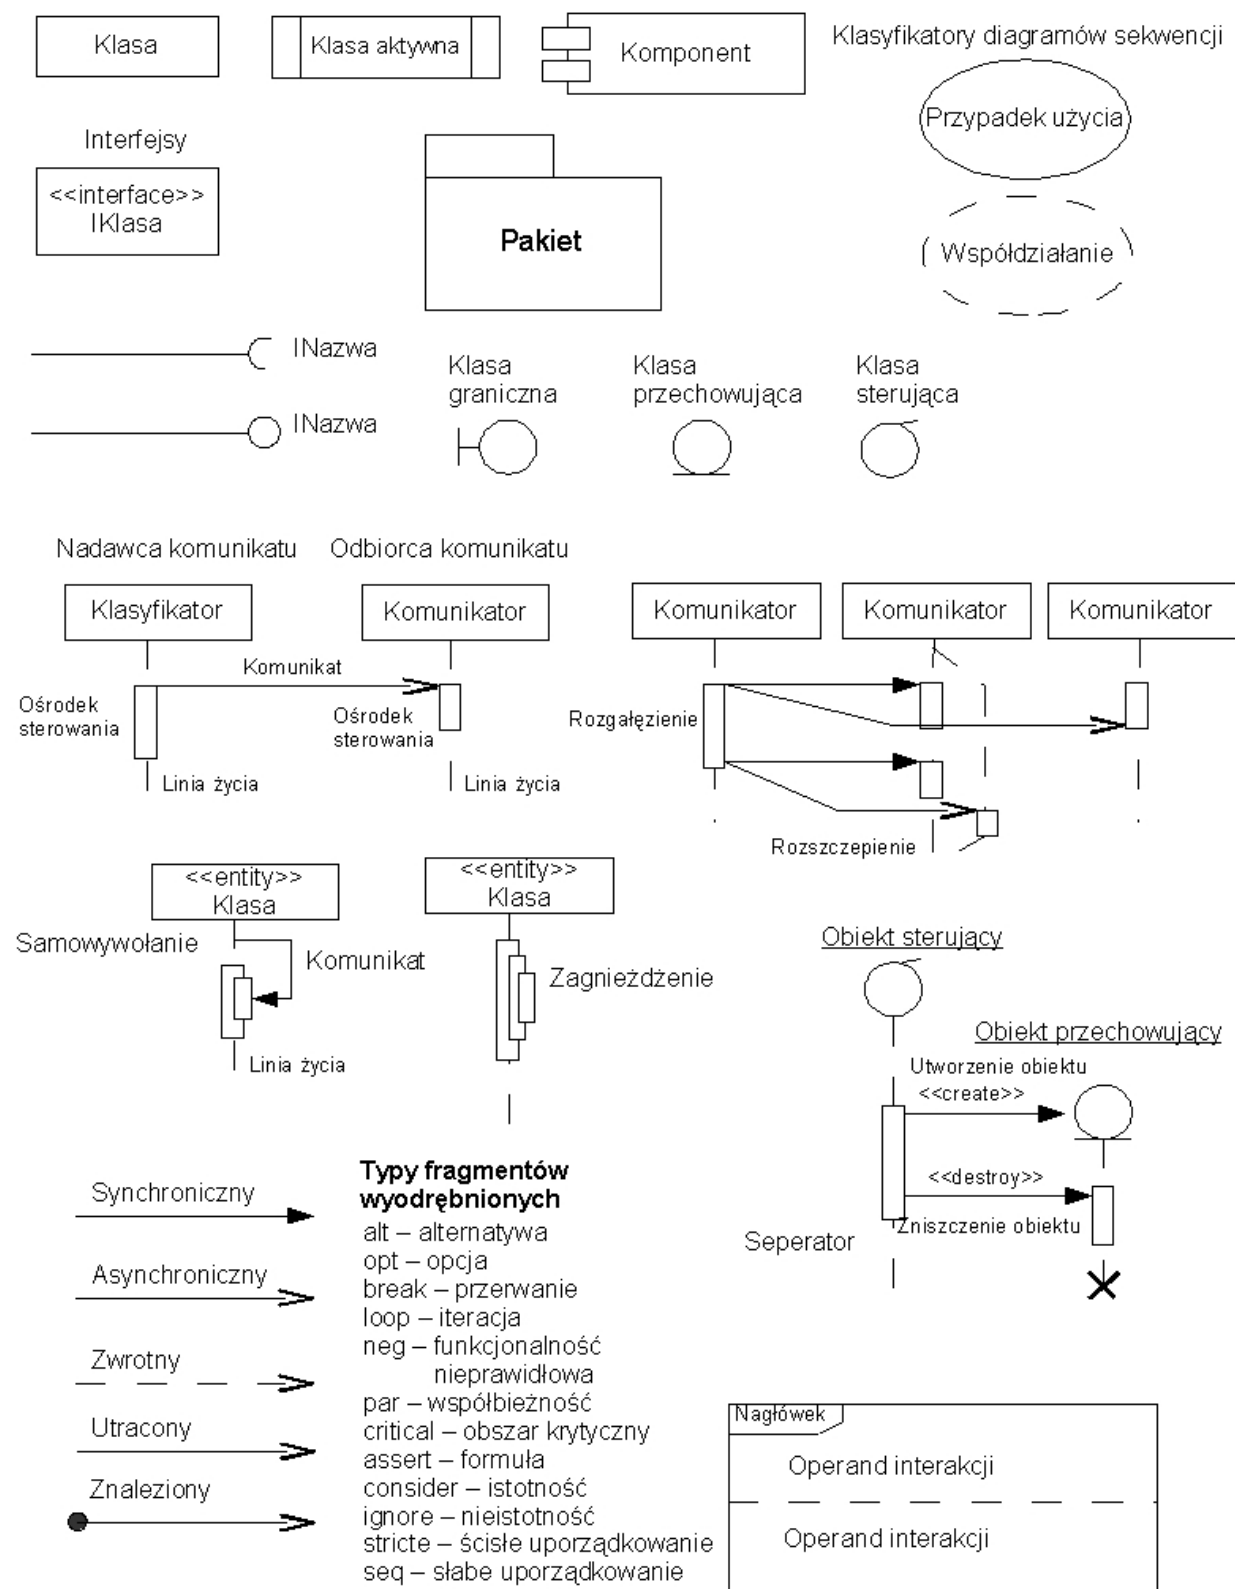 Klasa
Klasa aktywna
Komponent
Klasyfikatory diagramów sekwencji
Przypadek użycia
Interfejsy
<<interface>>
IKlasa
Pakiet
Współdziałanie
INazwa
INazwa
Klasa
graniczna
Klasa
przechowująca
Klasa
sterująca
Nadawca komunikatu
Odbiorca komunikatu
Klasyfikator
Komunikator
Komunikat
Ośrodek
sterowania
Ośrodek
sterowania
Linia życia
Linia życia
Komunikator
Komunikator
Komunikator
Rozgałęzienie
Rozszczepienie
<<entity>>
Klasa
Samowywołanie
Komunikat
Linia życia
<<entity>>
Klasa
Zagnieżdżenie
Obiekt sterujący
Obiekt przechowujący
Utworzenie obiektu
<<create>>
<<destroy>>
Zniszczenie obiektu
Seperator
Synchroniczny
Asynchroniczny
Zwrotny
Utracony
Znaleziony
Typy fragmentów
wyodrębnionych
alt – alternatywa
opt – opcja
break – przerwanie
loop – iteracja
neg – funkcjonalność
nieprawidłowa
par – współbieżność
critical – obszar krytyczny
assert – formuła
consider – istotność
ignore – nieistotność
stricte – ścisłe uporządkowanie
seq – słabe uporządkowanie
Nagłówek
Operand interakcji
Operand interakcji